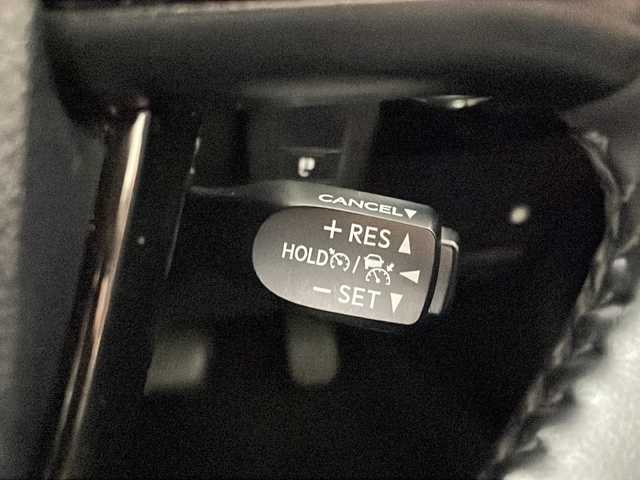 CANCEL▼
+ RES ▲
HOLD / ◀
− SET ▼